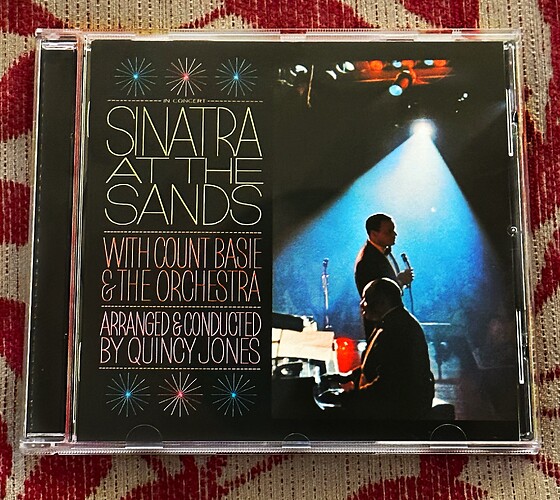 IN CONCERT
SINATRA
AT THE
SANDS
WITH COUNT BASIE
& THE ORCHESTRA
ARRANGED & CONDUCTED
BY QUINCY JONES